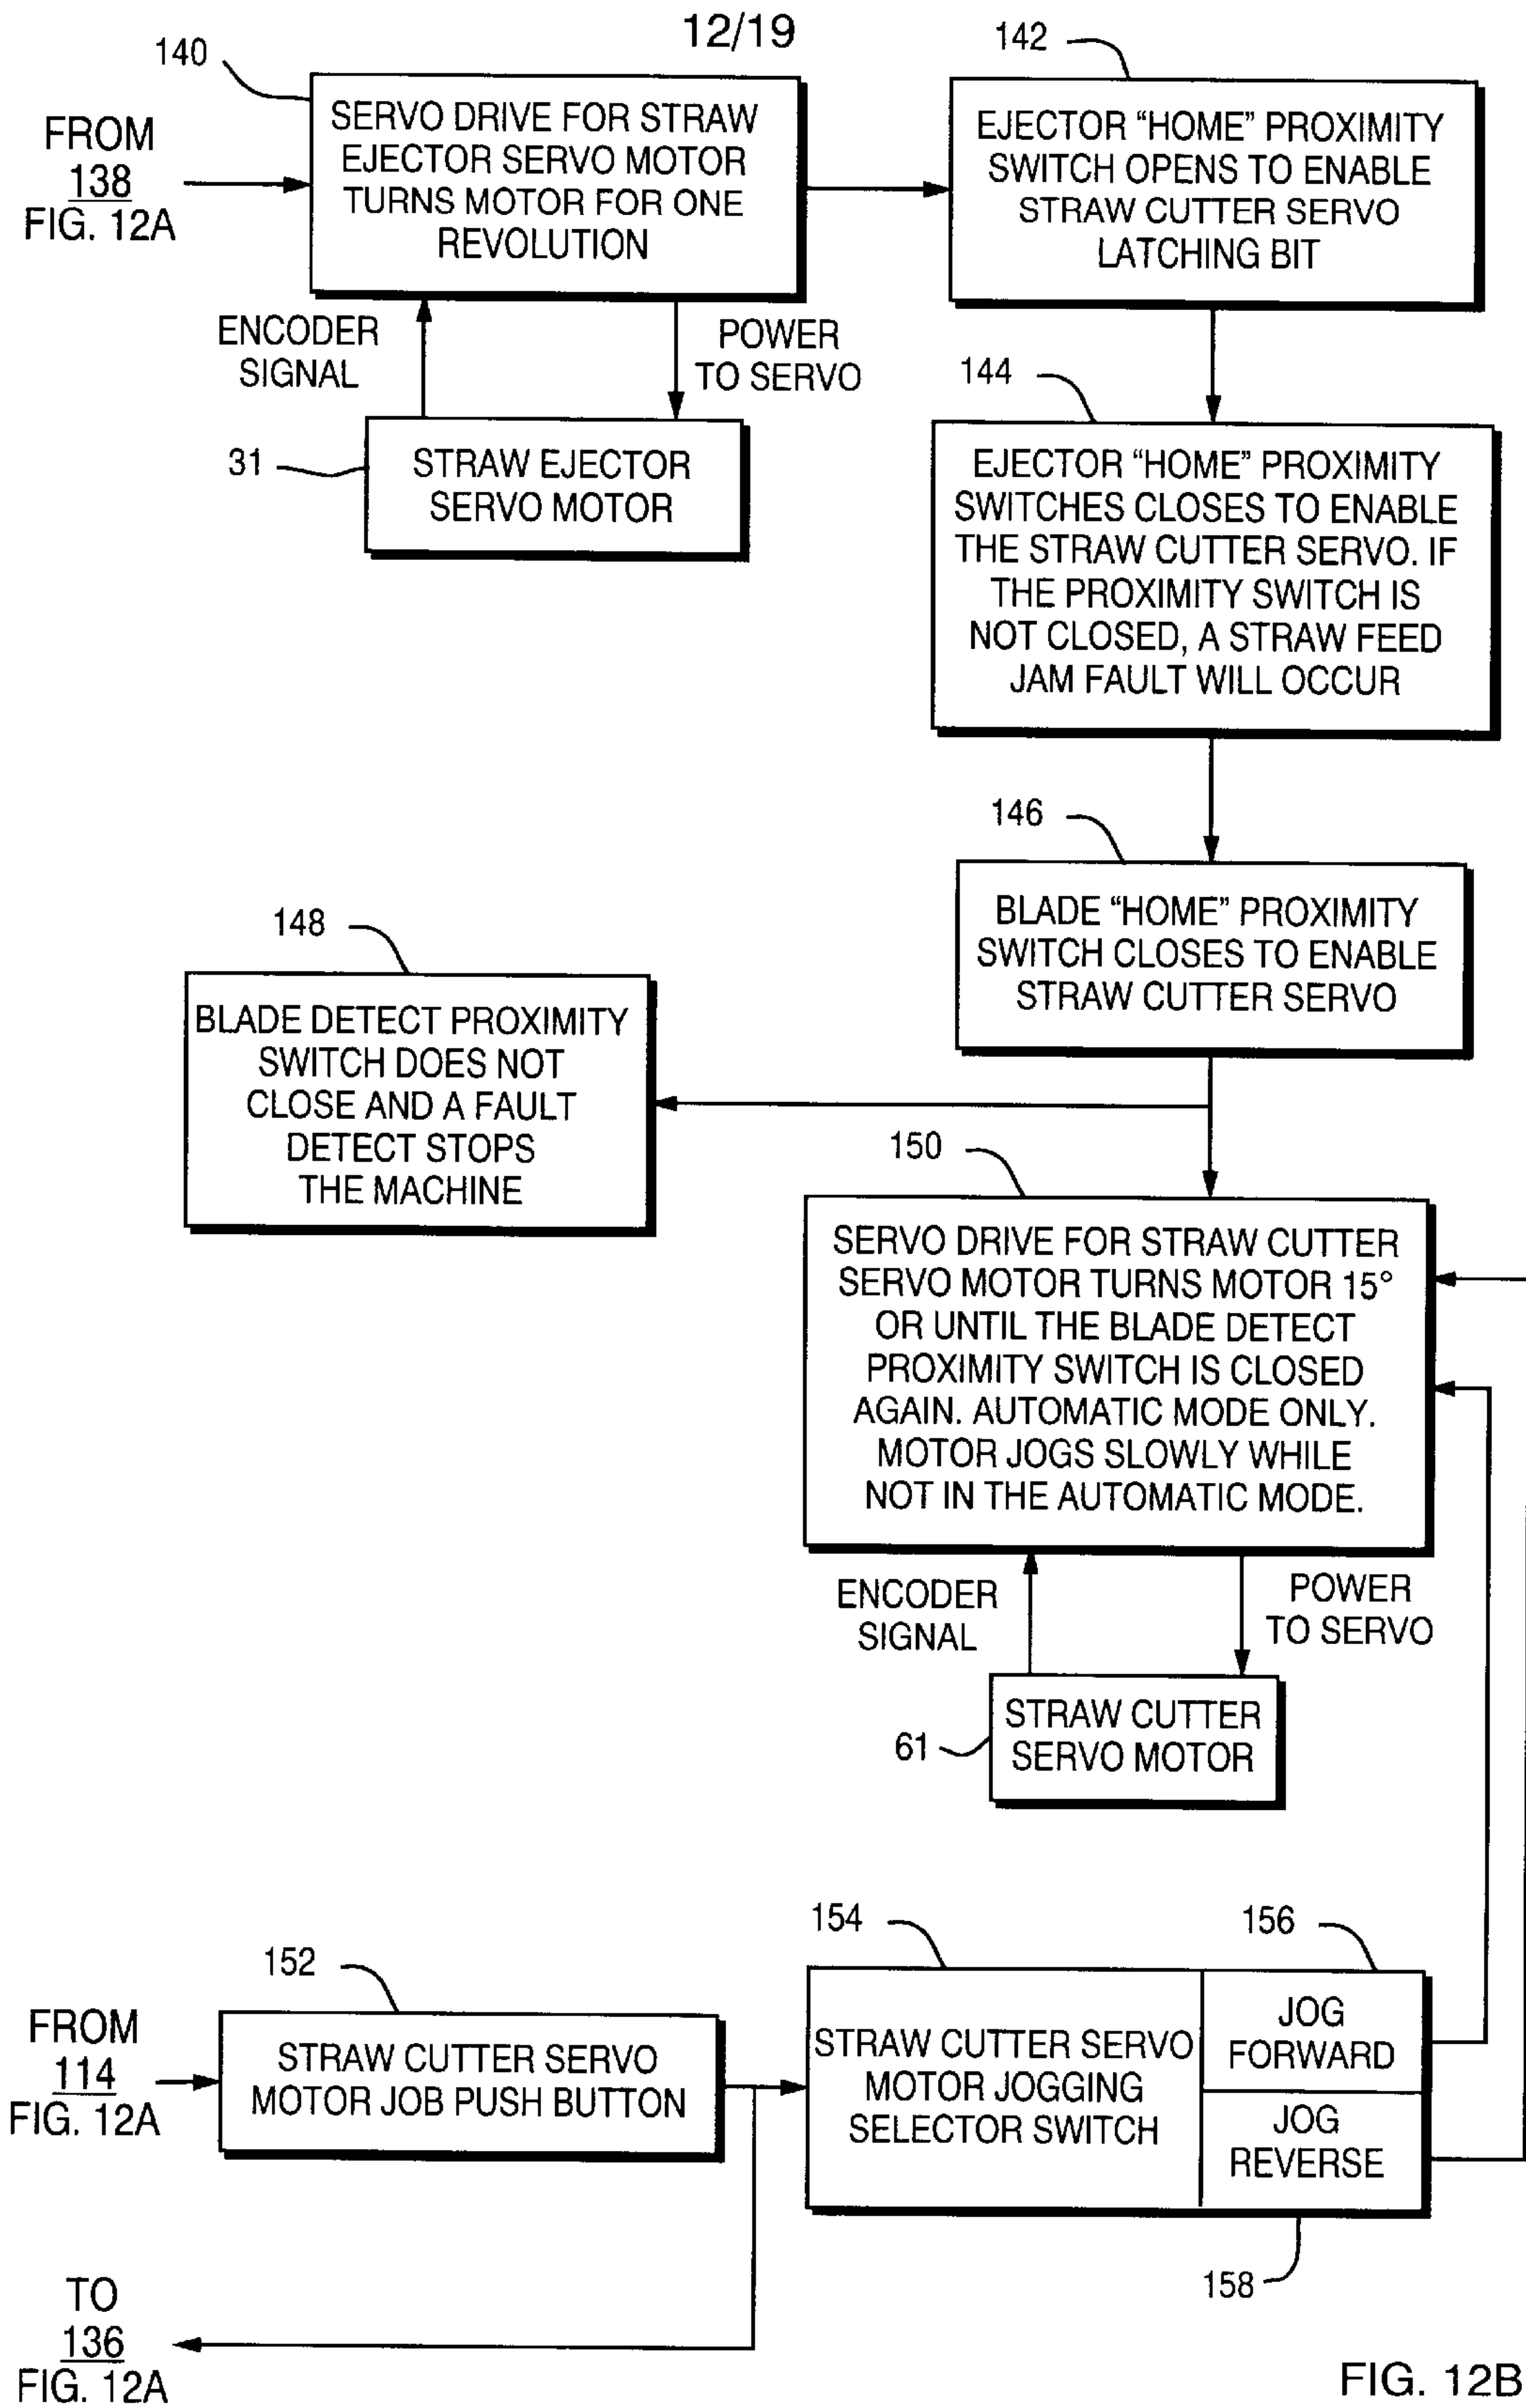 12/19
140
FROM
138
FIG. 12A
SERVO DRIVE FOR STRAW
EJECTOR SERVO MOTOR
TURNS MOTOR FOR ONE
REVOLUTION
142
EJECTOR “HOME” PROXIMITY
SWITCH OPENS TO ENABLE
STRAW CUTTER SERVO
LATCHING BIT
ENCODER
SIGNAL
POWER
TO SERVO
31
STRAW EJECTOR
SERVO MOTOR
144
EJECTOR “HOME” PROXIMITY
SWITCHES CLOSES TO ENABLE
THE STRAW CUTTER SERVO. IF
THE PROXIMITY SWITCH IS
NOT CLOSED, A STRAW FEED
JAM FAULT WILL OCCUR
146
BLADE “HOME” PROXIMITY
SWITCH CLOSES TO ENABLE
STRAW CUTTER SERVO
148
BLADE DETECT PROXIMITY
SWITCH DOES NOT
CLOSE AND A FAULT
DETECT STOPS
THE MACHINE
150
SERVO DRIVE FOR STRAW CUTTER
SERVO MOTOR TURNS MOTOR 15°
OR UNTIL THE BLADE DETECT
PROXIMITY SWITCH IS CLOSED
AGAIN. AUTOMATIC MODE ONLY.
MOTOR JOGS SLOWLY WHILE
NOT IN THE AUTOMATIC MODE.
ENCODER
SIGNAL
POWER
TO SERVO
61
STRAW CUTTER
SERVO MOTOR
FROM
114
FIG. 12A
152
STRAW CUTTER SERVO
MOTOR JOB PUSH BUTTON
154
STRAW CUTTER SERVO
MOTOR JOGGING
SELECTOR SWITCH
156
JOG
FORWARD
JOG
REVERSE
158
TO
136
FIG. 12A
FIG. 12B